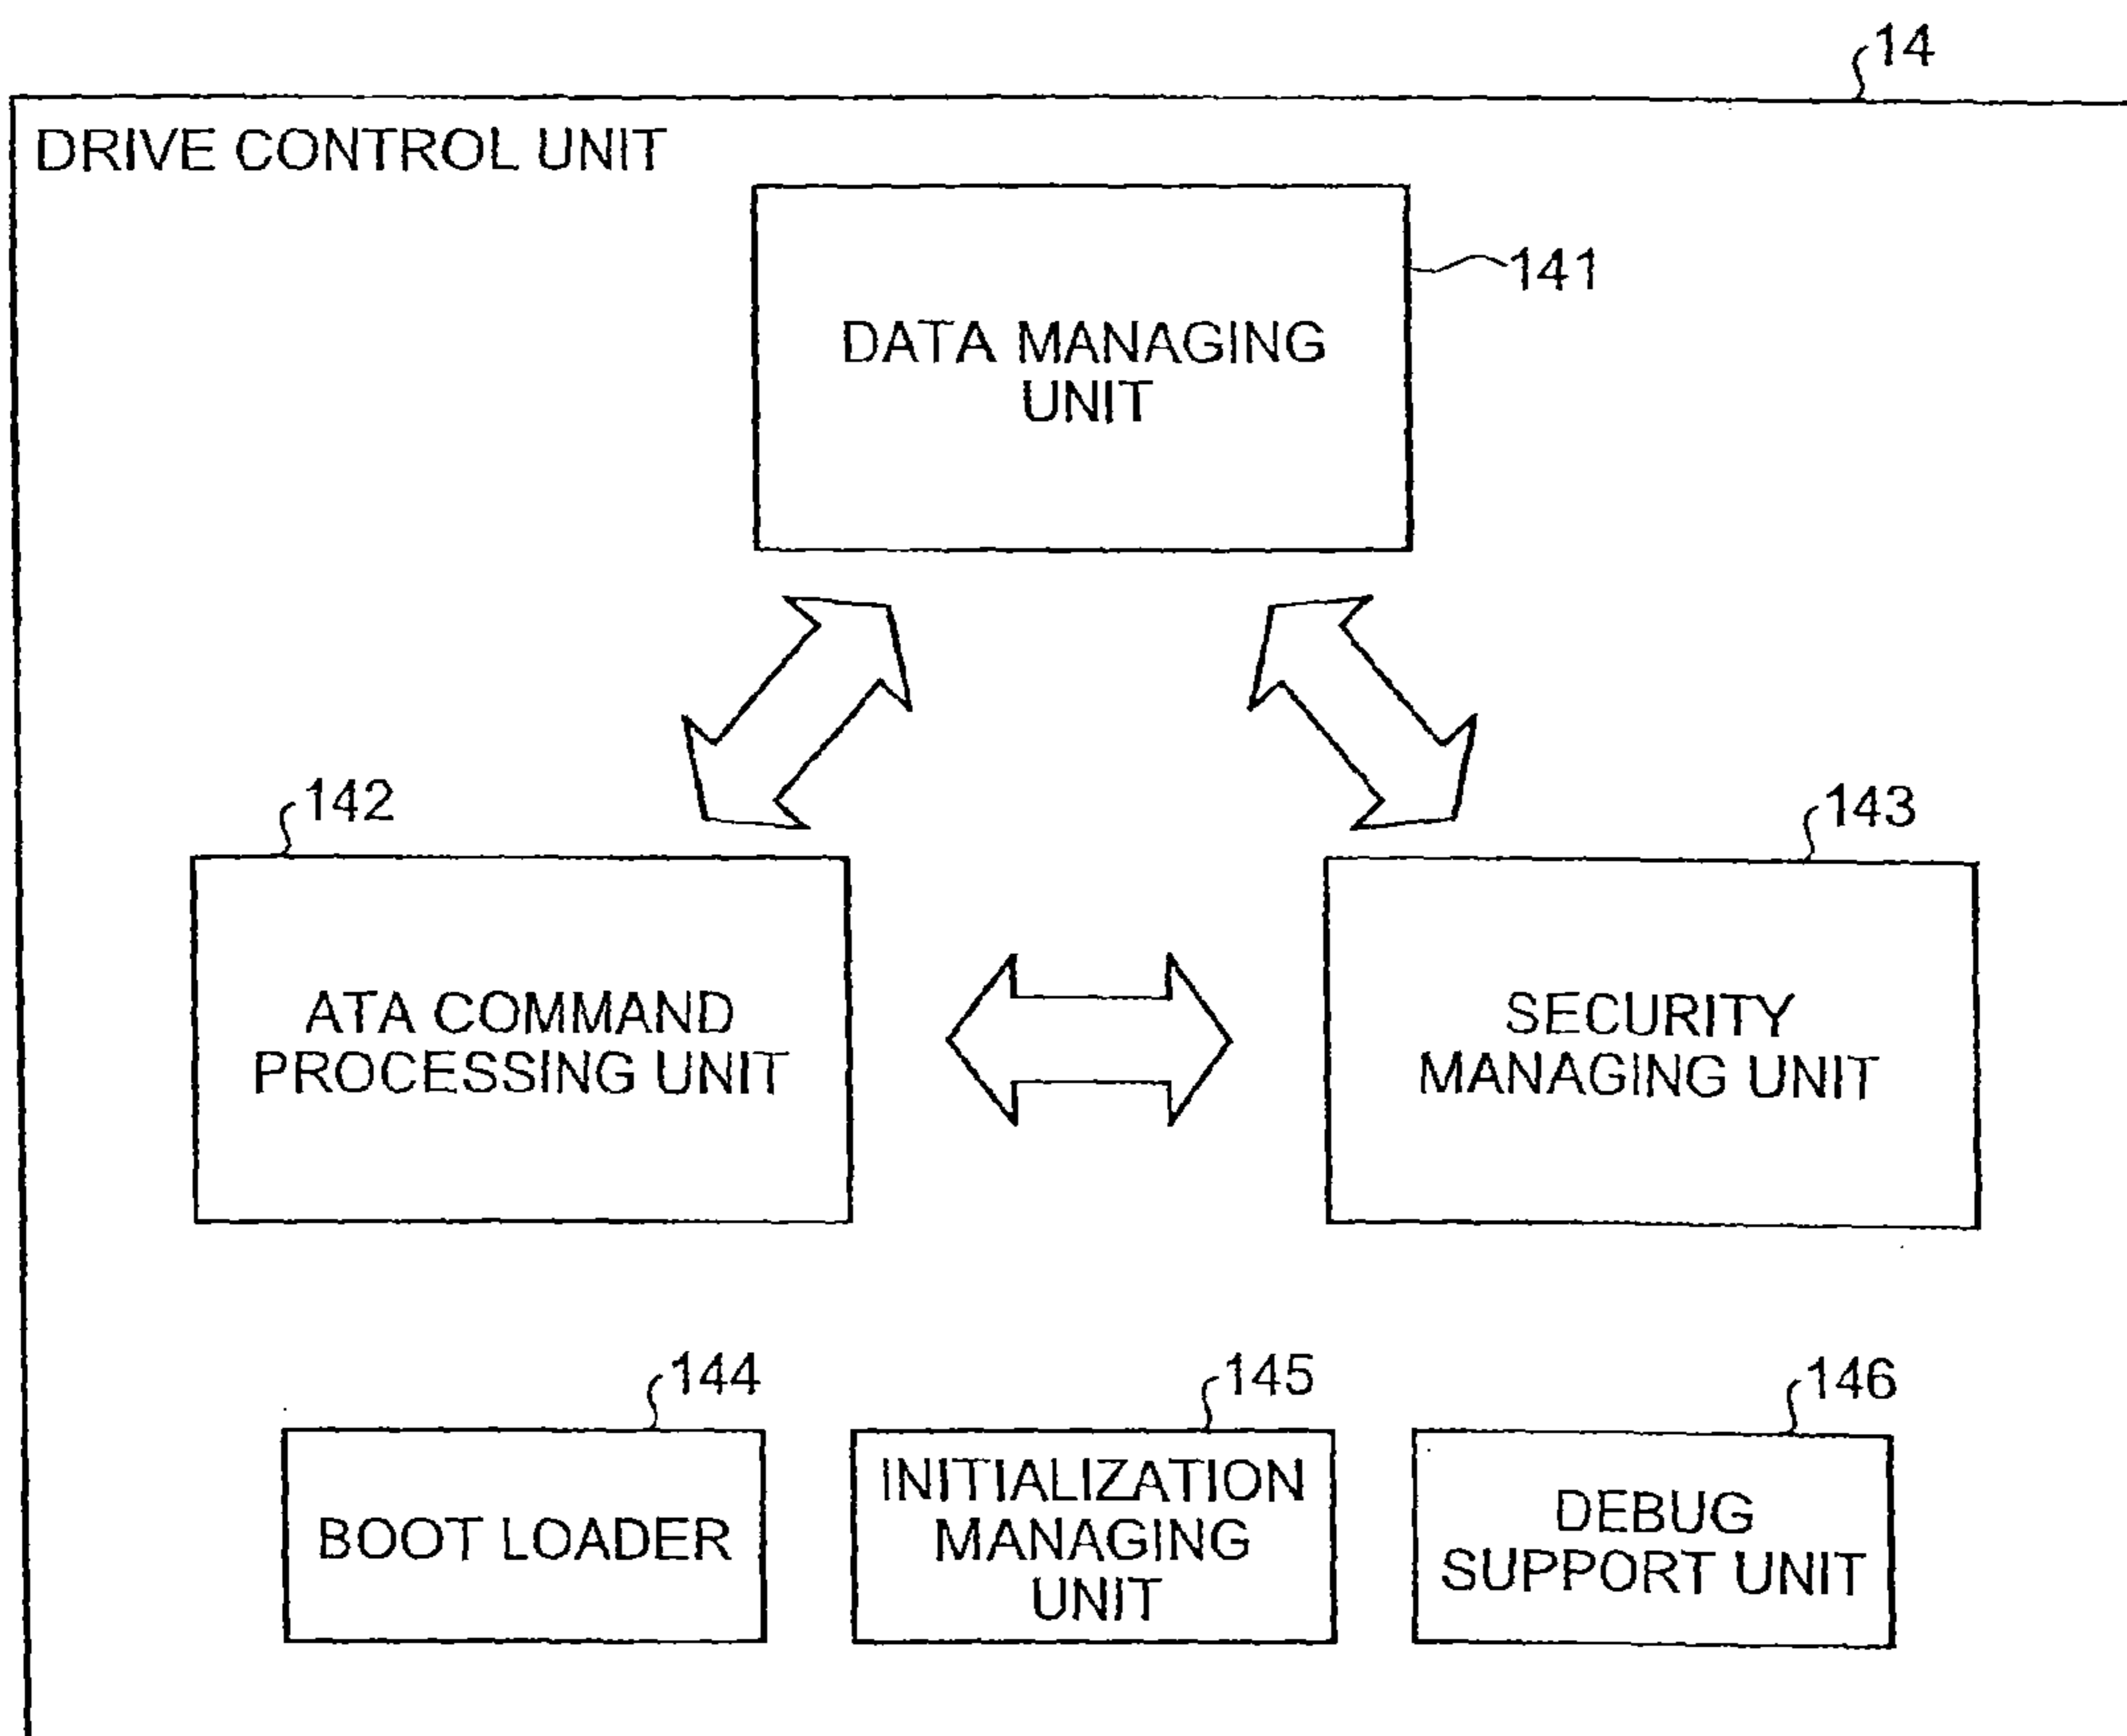 14
DRIVE CONTROL UNIT
141
DATA MANAGING
UNIT
142
143
ATA COMMAND
PROCESSING UNIT
SECURITY
MANAGING UNIT
144
145
146
BOOT LOADER
INITIALIZATION
MANAGING
UNIT
DEBUG
SUPPORT UNIT